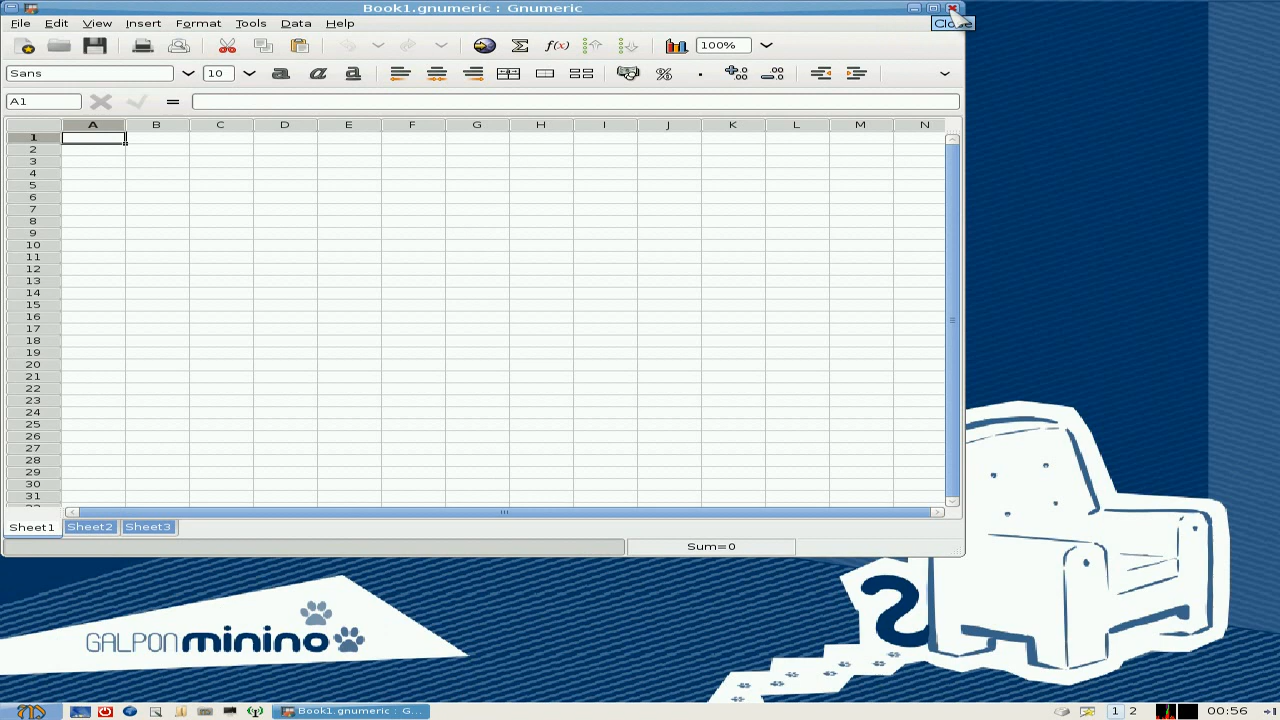 Book1.gnumeric : Gnumeric
File Edit View Insert Format Tools Data Help
Close
f(x) 100%
Sans 10 a a a %
A1 =
A B C D E F G H I J K L M N
1
2
3
4
5
6
7
8
9
10
11
12
13
14
15
16
17
18
19
20
21
22
23
24
25
26
27
28
29
30
31
Sheet1 Sheet2 Sheet3
Sum=0
GALPON minino
Book1.gnumeric : G... 1 2 00:56